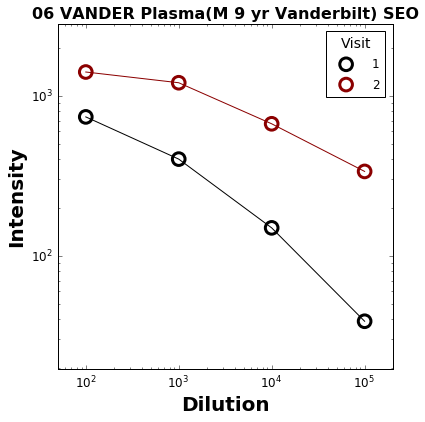 06 VANDER Plasma(M 9 yr Vanderbilt) SEO
Visit
1
2
10³
10²
Intensity
10² 10³ 10⁴ 10⁵
Dilution